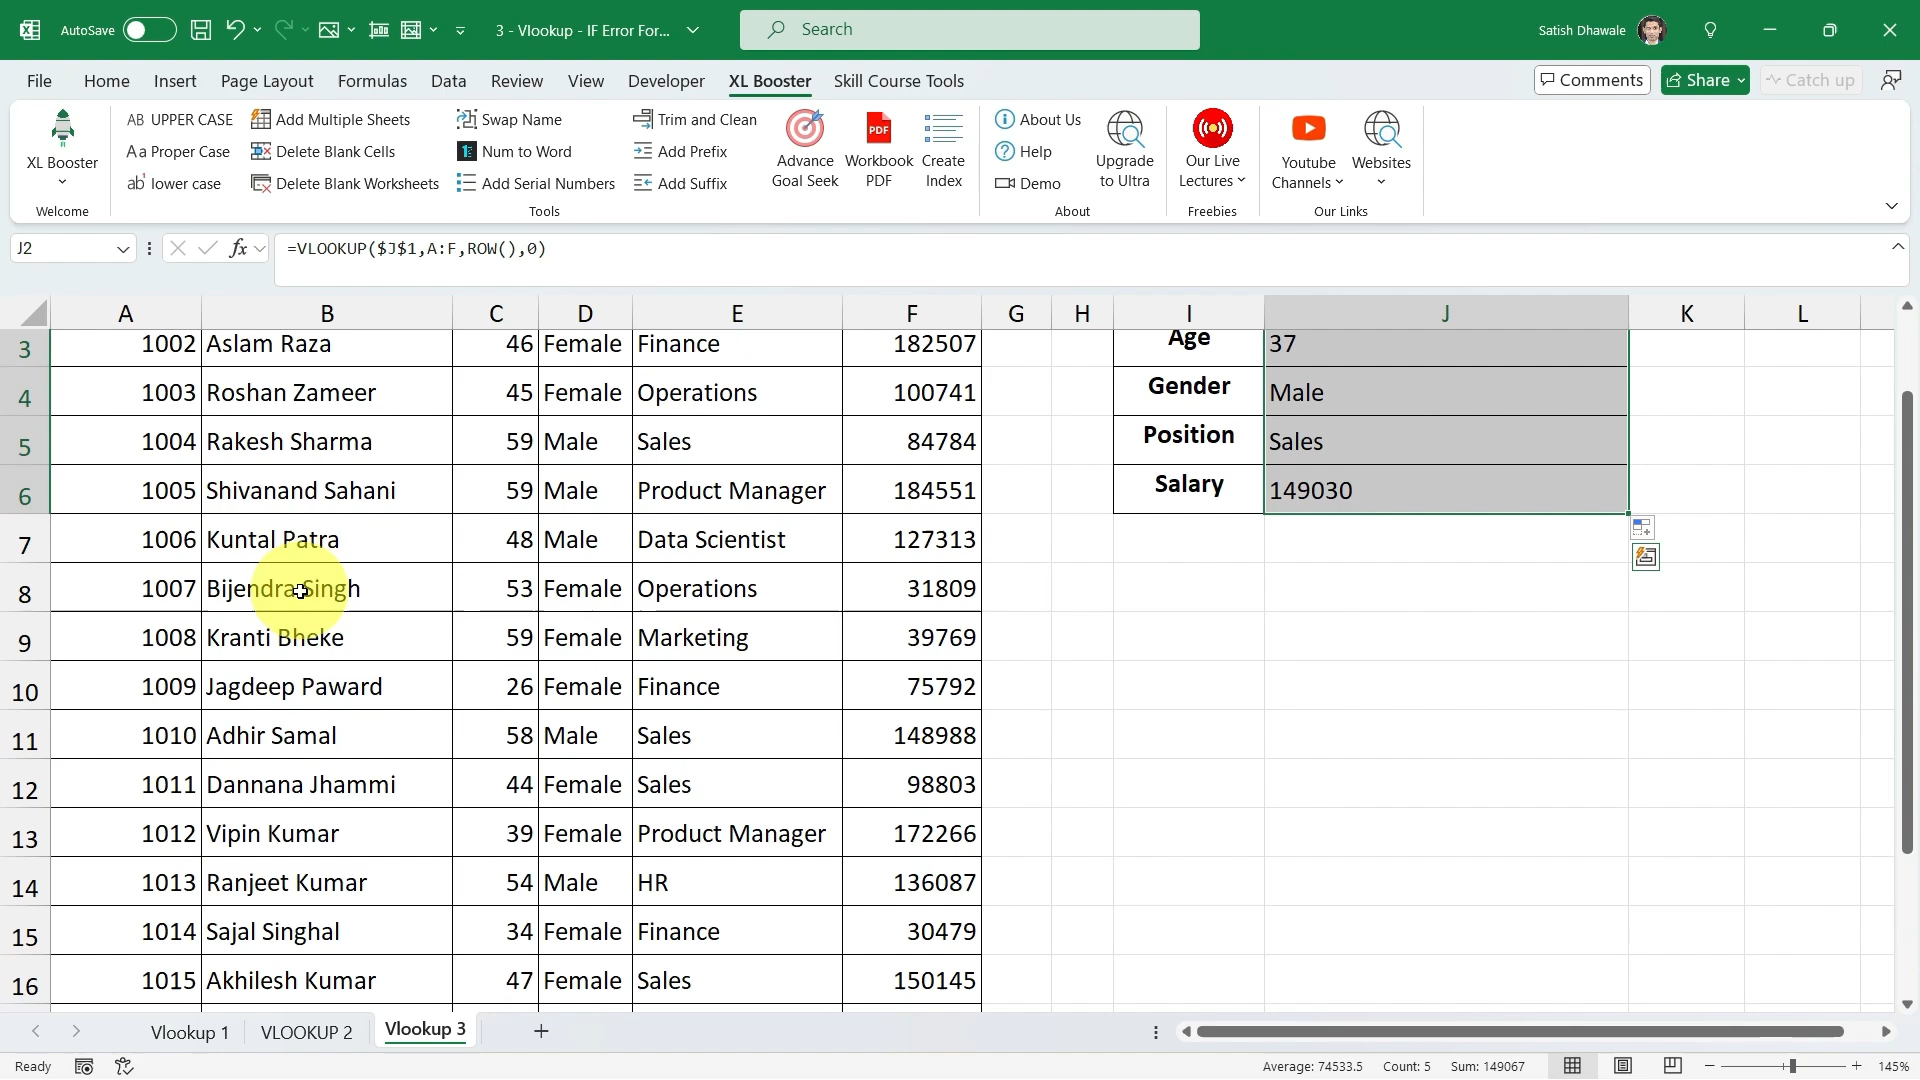 AutoSave
3 - Vlookup - IF Error For...
Search
Satish Dhawale
File Home Insert Page Layout Formulas Data Review View Developer XL Booster Skill Course Tools
Comments Share Catch up
XL Booster
Welcome
AB UPPER CASE
Aa Proper Case
ab' lower case
Add Multiple Sheets
Delete Blank Cells
Delete Blank Worksheets
Swap Name
Num to Word
Add Serial Numbers
Trim and Clean
Add Prefix
Add Suffix
Tools
Advance
Goal Seek
PDF
Workbook
PDF
Create
Index
About Us
Help
Demo
Upgrade
to Ultra
About
Our Live
Lectures
Freebies
Youtube
Channels
Websites
Our Links
J2
fx
=VLOOKUP($J$1,A:F,ROW(),0)
A B C D E F G H I J K L
3 1002 Aslam Raza 46 Female Finance 182507 Age 37
4 1003 Roshan Zameer 45 Female Operations 100741 Gender Male
5 1004 Rakesh Sharma 59 Male Sales 84784 Position Sales
6 1005 Shivanand Sahani 59 Male Product Manager 184551 Salary 149030
7 1006 Kuntal Patra 48 Male Data Scientist 127313
8 1007 Bijendra Singh 53 Female Operations 31809
9 1008 Kranti Bheke 59 Female Marketing 39769
10 1009 Jagdeep Paward 26 Female Finance 75792
11 1010 Adhir Samal 58 Male Sales 148988
12 1011 Dannana Jhammi 44 Female Sales 98803
13 1012 Vipin Kumar 39 Female Product Manager 172266
14 1013 Ranjeet Kumar 54 Male HR 136087
15 1014 Sajal Singhal 34 Female Finance 30479
16 1015 Akhilesh Kumar 47 Female Sales 150145
Vlookup 1 VLOOKUP 2 Vlookup 3
Ready
Average: 74533.5 Count: 5 Sum: 149067
145%